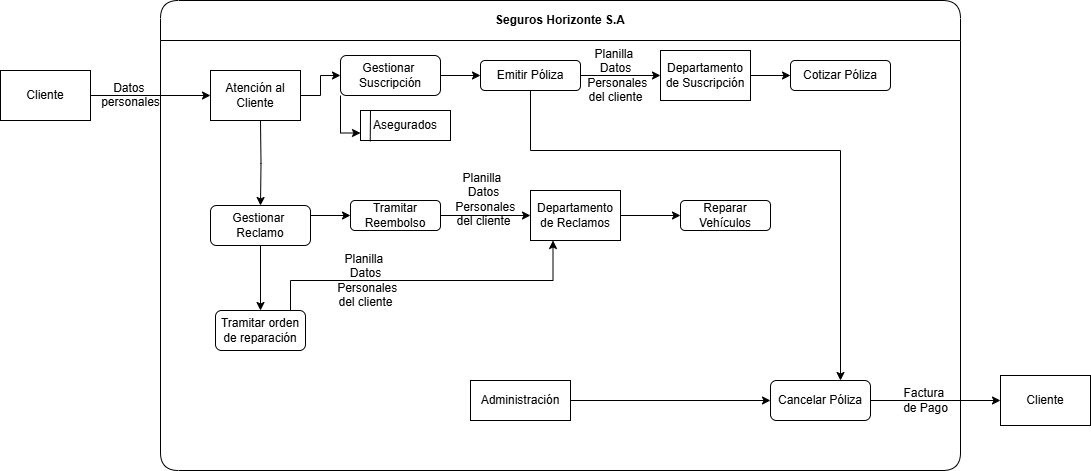 Seguros Horizonte S.A
Cliente
Datos
personales
Atención al
Cliente
Gestionar
Suscripción
Emitir Póliza
Planilla
Datos
Personales
del cliente
Departamento
de Suscripción
Cotizar Póliza
Asegurados
Gestionar
Reclamo
Tramitar
Reembolso
Planilla
Datos
Personales
del cliente
Departamento
de Reclamos
Reparar
Vehículos
Planilla
Datos
Personales
del cliente
Tramitar orden
de reparación
Administración
Cancelar Póliza
Factura
de Pago
Cliente